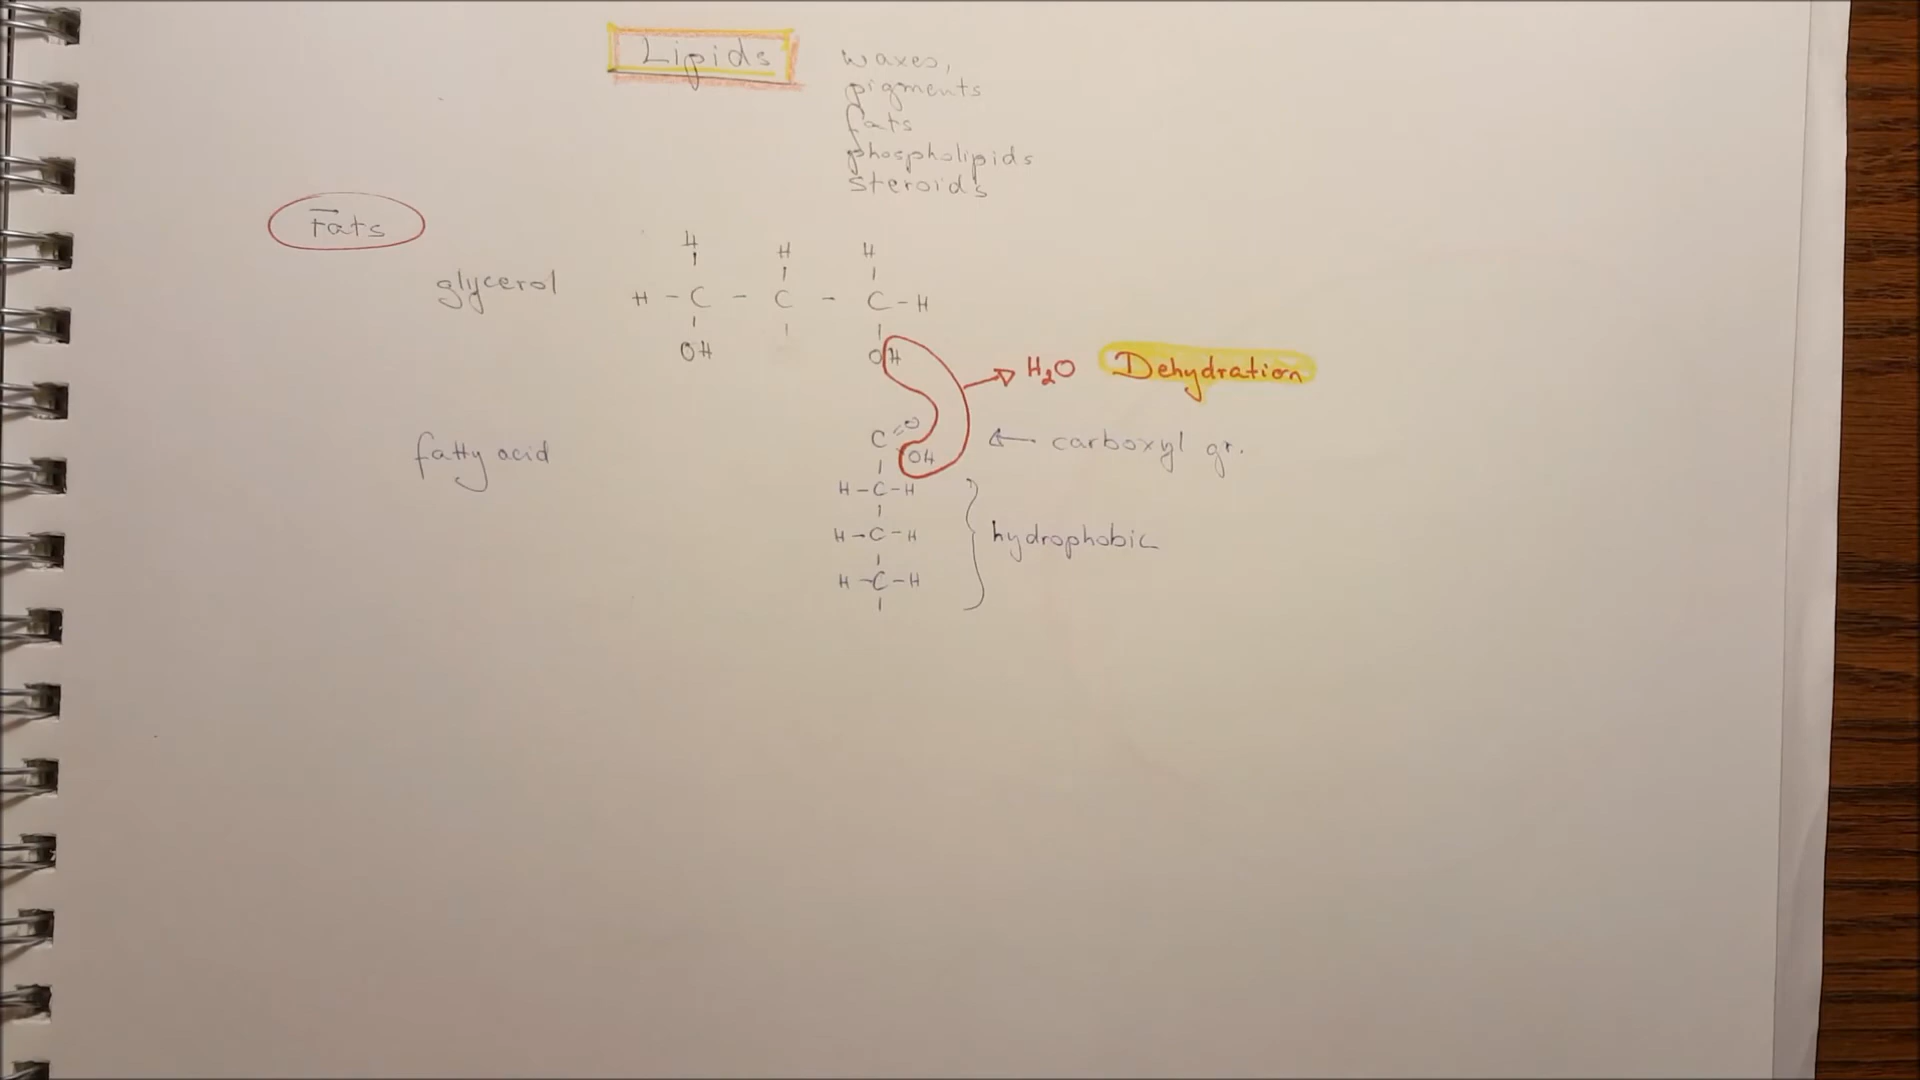 Lipids
waxes,
pigments
fats
phospholipids
steroids
Fats
glycerol
H H H
H - C - C - C - H
OH OH
H₂O Dehydration
fatty acid
C = O
OH
← carboxyl gr.
H - C - H
H - C - H
hydrophobic
H - C - H